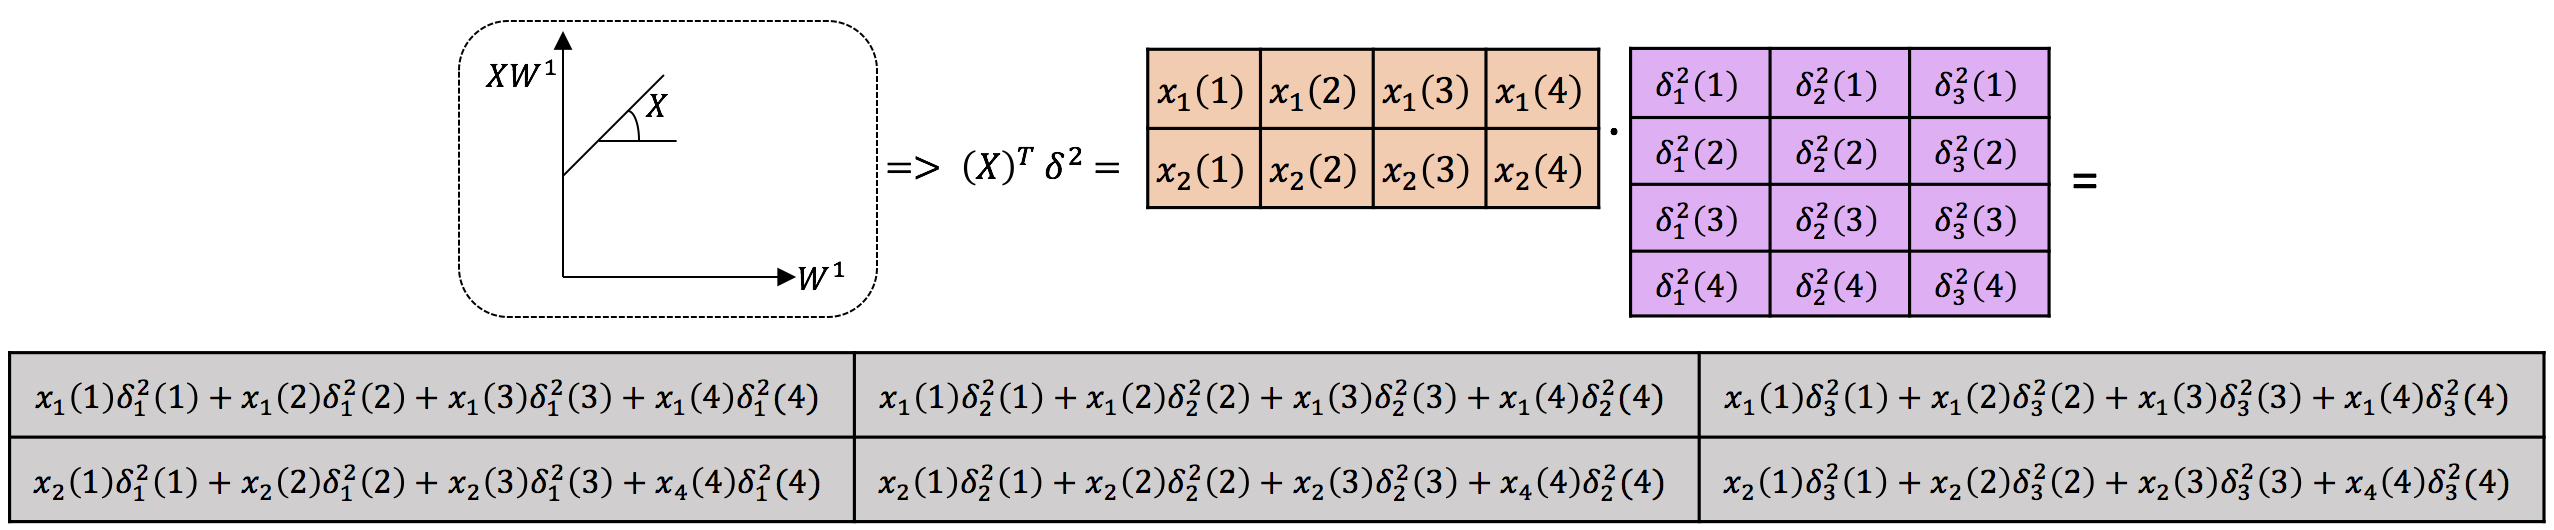 XW¹
X
W¹
=> (X)ᵀ δ² =
x₁(1) x₁(2) x₁(3) x₁(4)
x₂(1) x₂(2) x₂(3) x₂(4)
·
δ₁²(1) δ₂²(1) δ₃²(1)
δ₁²(2) δ₂²(2) δ₃²(2)
δ₁²(3) δ₂²(3) δ₃²(3)
δ₁²(4) δ₂²(4) δ₃²(4)
=
x₁(1)δ₁²(1) + x₁(2)δ₁²(2) + x₁(3)δ₁²(3) + x₁(4)δ₁²(4) x₁(1)δ₂²(1) + x₁(2)δ₂²(2) + x₁(3)δ₂²(3) + x₁(4)δ₂²(4) x₁(1)δ₃²(1) + x₁(2)δ₃²(2) + x₁(3)δ₃²(3) + x₁(4)δ₃²(4)
x₂(1)δ₁²(1) + x₂(2)δ₁²(2) + x₂(3)δ₁²(3) + x₄(4)δ₁²(4) x₂(1)δ₂²(1) + x₂(2)δ₂²(2) + x₂(3)δ₂²(3) + x₄(4)δ₂²(4) x₂(1)δ₃²(1) + x₂(2)δ₃²(2) + x₂(3)δ₃²(3) + x₄(4)δ₃²(4)